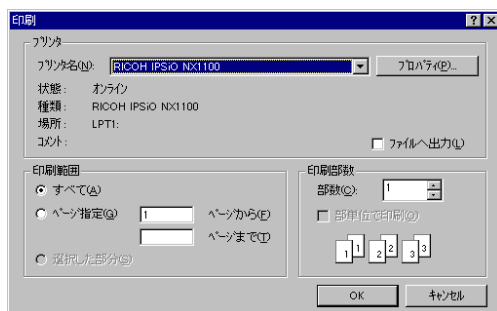 印刷
プリンタ
プリンタ名(N): RICOH IPSiO NX1100 プロパティ(P)...
状態: オンライン
種類: RICOH IPSiO NX1100
場所: LPT1:
コメント: ファイルへ出力(L)
印刷範囲
すべて(A)
ページ指定(G) 1 ページから(F)
ページまで(T)
選択した部分(S)
印刷部数
部数(C): 1
部単位で印刷(O)
1 1 2 2 3 3
OK キャンセル